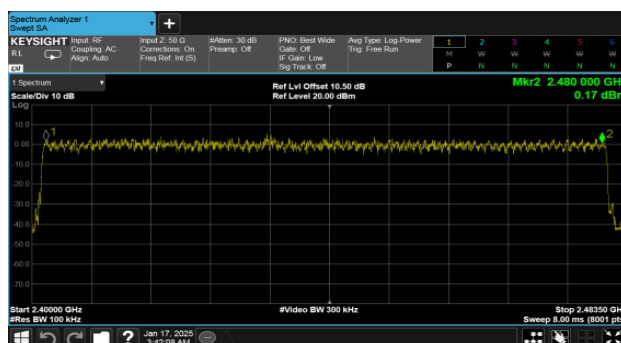 Spectrum Analyzer 1
Swept SA
+
KEYSIGHT
RL
Input: RF
Coupling: AC
Align: Auto
Input Z: 50 Ω
Corrections: On
Freq Ref: Int (S)
#Atten: 30 dB
Preamp: Off
PNO: Best Wide
Gate: Off
IF Gain: Low
Sig Track: Off
Avg Type: Log-Power
Trig: Free Run
1 2 3 4 5 6
M W W W W W
P N N N N N
1 Spectrum
Scale/Div 10 dB
Log
Ref Lvl Offset 10.50 dB
Ref Level 20.00 dBm
Mkr2 2.480 000 GH
0.17 dBr
10.0
0.00
-10.0
-20.0
-30.0
-40.0
-50.0
-60.0
-70.0
1
2
Start 2.40000 GHz
#Res BW 100 kHz
#Video BW 300 kHz
Stop 2.48350 GH
Sweep 8.00 ms (8001 pts
?
Jan 17, 2025
3:42:08 AM